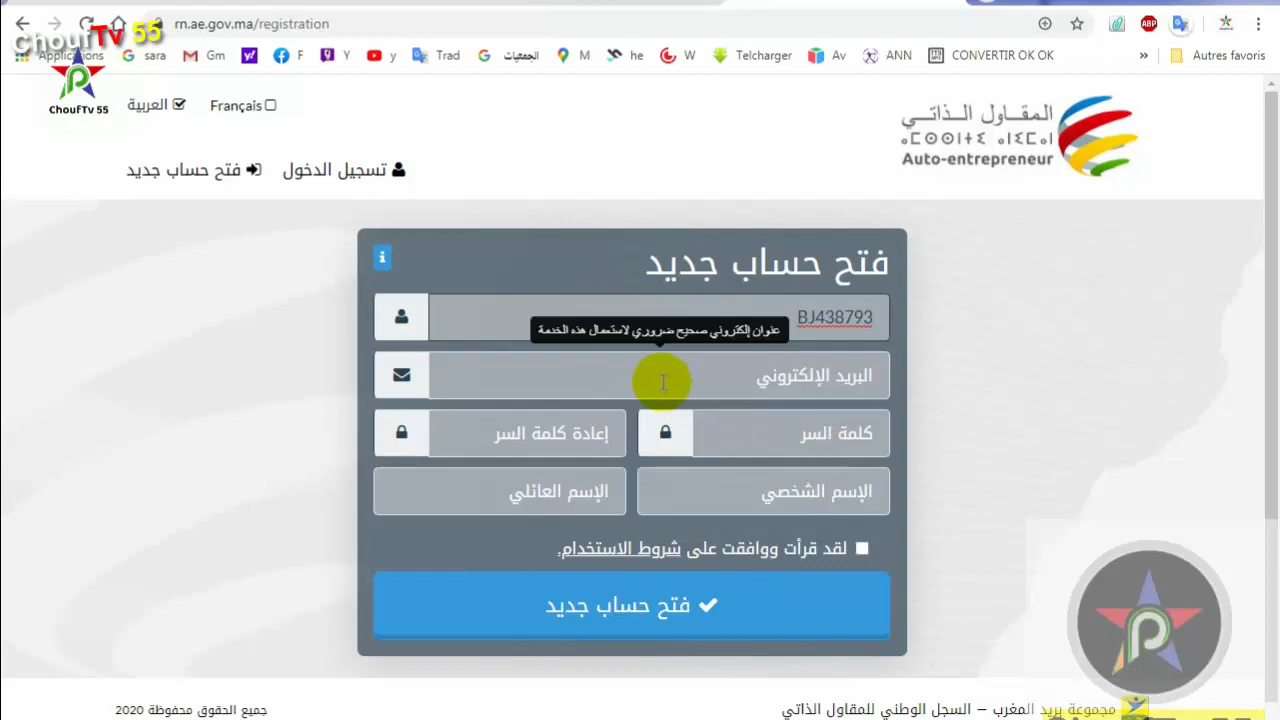 rn.ae.gov.ma/registration
ABP
ChoufTv 55
Applications
sara
Gm
F
Y
y
Trad
الجمعيات
M
he
W
Telcharger
Av
ANN
CONVERTIR OK OK
»
Autres favoris
ChoufTv 55
العربية
Français
المقاول الذاتي
ⴰⵎⵙⵙⵓⵔⵉ
Auto-entrepreneur
تسجيل الدخول
فتح حساب جديد
فتح حساب جديد
BJ438793
عنوان إلكتروني صحيح ضروري لاستعمال هذه الخدمة
البريد الإلكتروني
كلمة السر
إعادة كلمة السر
الإسم الشخصي
الإسم العائلي
لقد قرأت ووافقت على شروط الاستخدام.
فتح حساب جديد
مجموعة بريد المغرب – السجل الوطني للمقاول الذاتي
جميع الحقوق محفوظة 2020